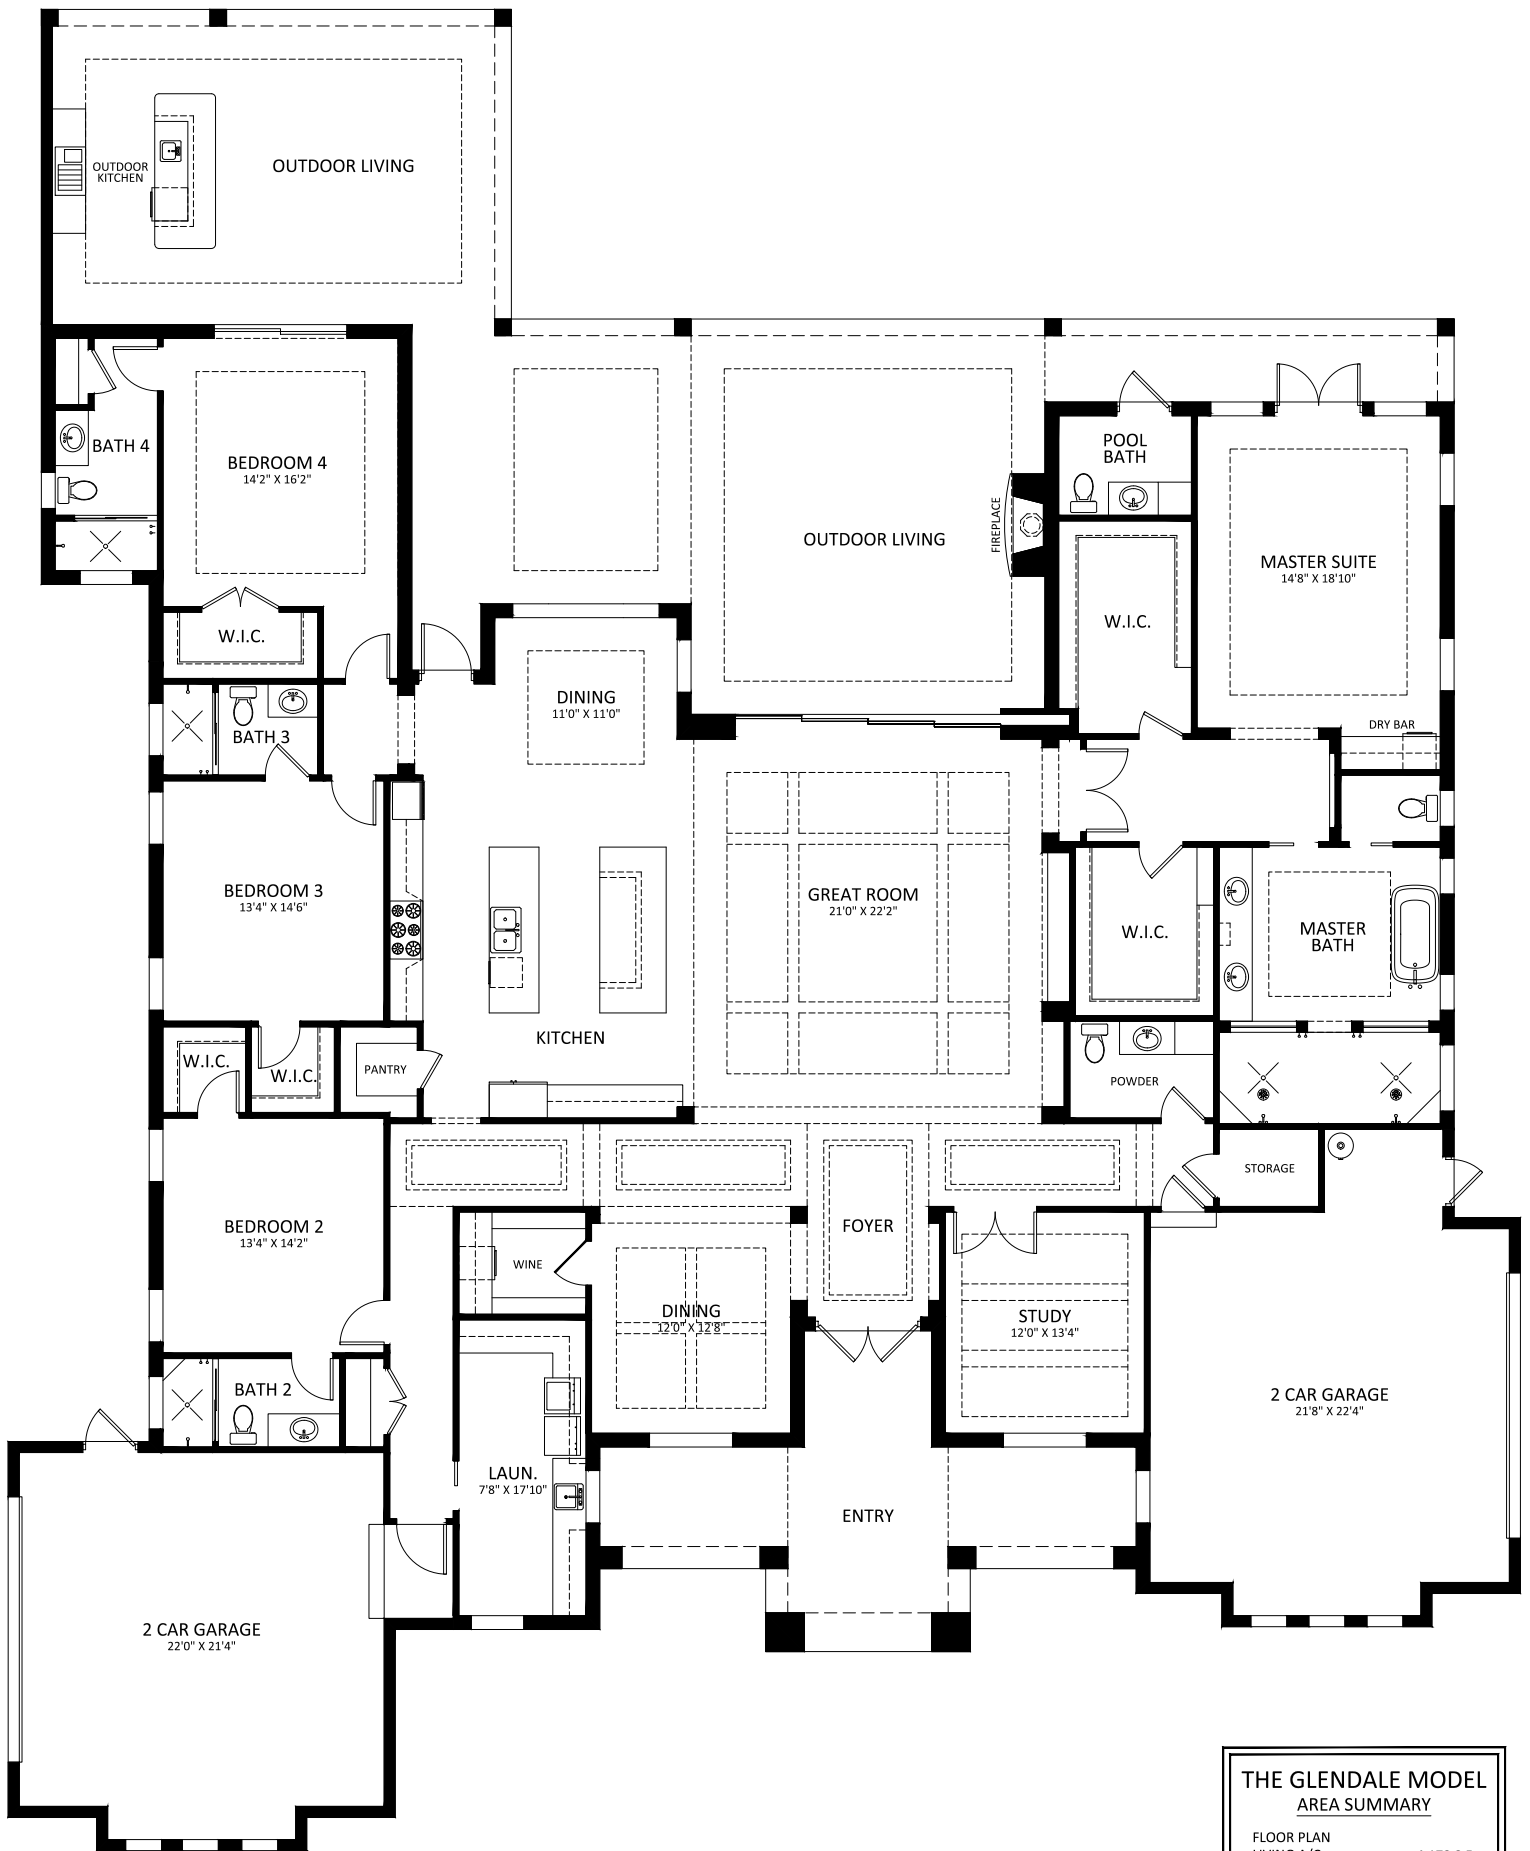 OUTDOOR
KITCHEN
OUTDOOR LIVING
BATH 4
BEDROOM 4
14'2" X 16'2"
W.I.C.
OUTDOOR LIVING
FIREPLACE
POOL
BATH
W.I.C.
MASTER SUITE
14'8" X 18'10"
DRY BAR
BATH 3
DINING
11'0" X 11'0"
BEDROOM 3
13'4" X 14'6"
GREAT ROOM
21'0" X 22'2"
W.I.C.
MASTER
BATH
KITCHEN
W.I.C.
W.I.C.
PANTRY
POWDER
STORAGE
BEDROOM 2
13'4" X 14'2"
WINE
DINING
12'0" X 12'8"
FOYER
STUDY
12'0" X 13'4"
BATH 2
LAUN.
7'8" X 17'10"
ENTRY
2 CAR GARAGE
21'8" X 22'4"
2 CAR GARAGE
22'0" X 21'4"
THE GLENDALE MODEL
AREA SUMMARY
FLOOR PLAN